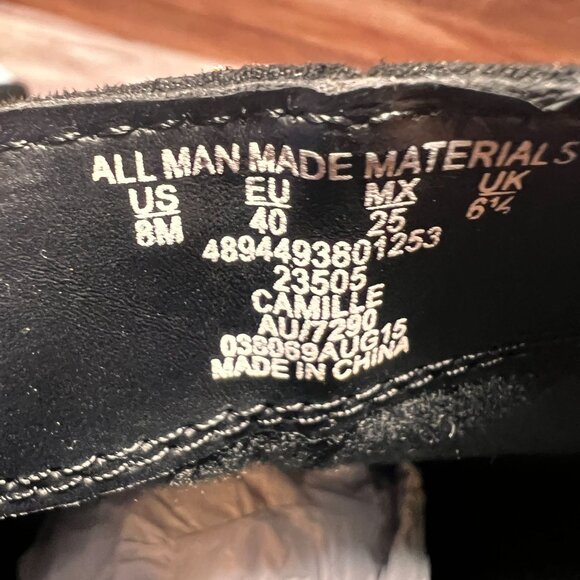 ALL MAN MADE MATERIALS
US EU MX UK
8M 40 25 6½
4894493801253
23505
CAMILLE
AU/7290
038069AUG15
MADE IN CHINA